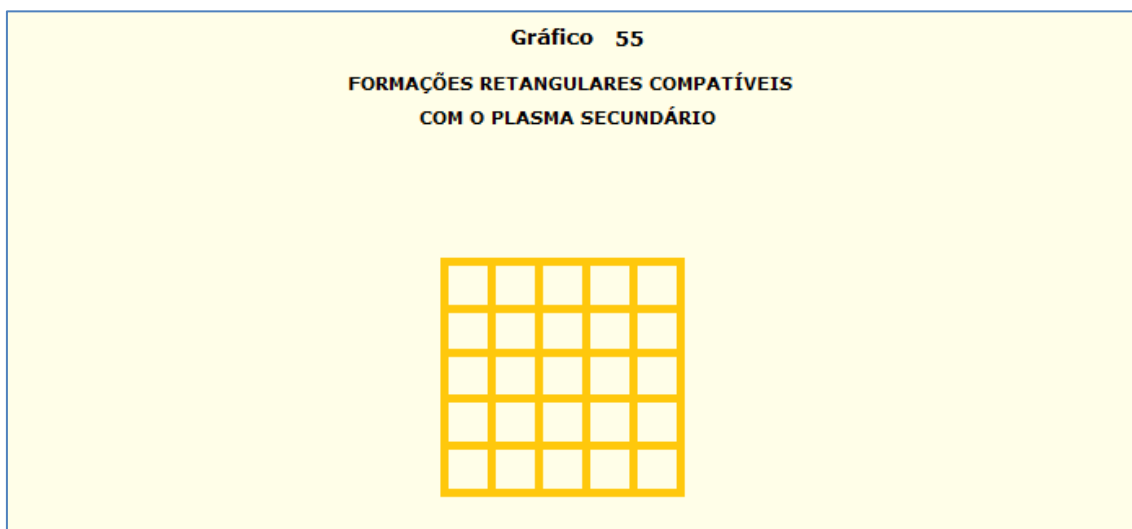 Gráfico 55
FORMAÇÕES RETANGULARES COMPATÍVEIS
COM O PLASMA SECUNDÁRIO